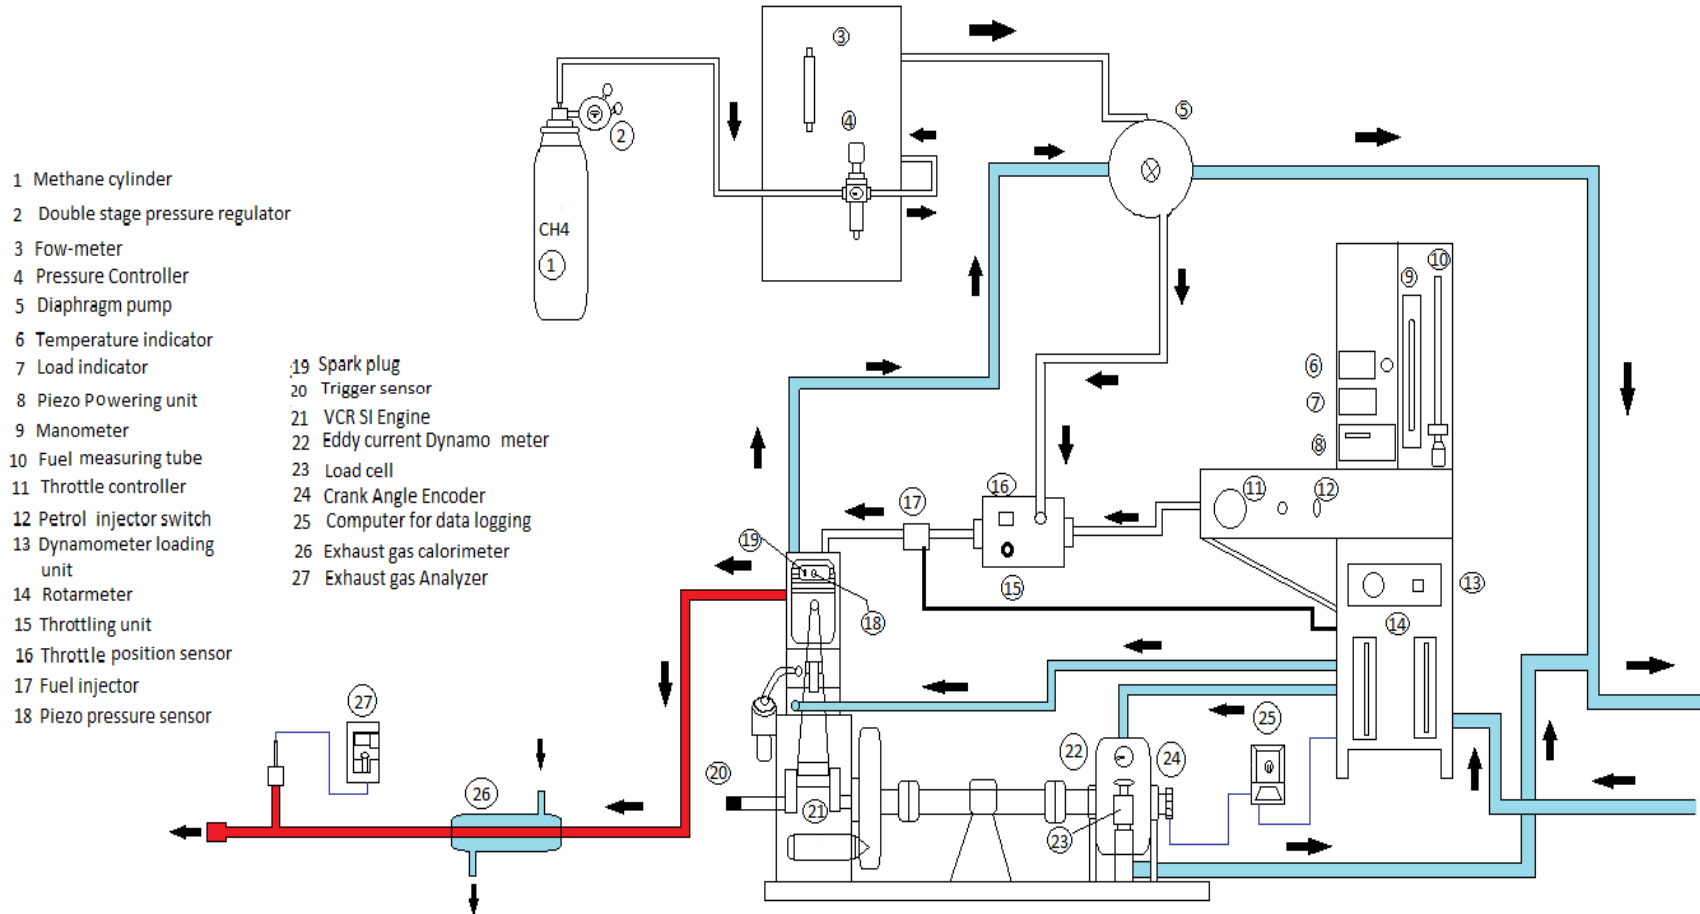 1 Methane cylinder
2 Double stage pressure regulator
3 Fow-meter
4 Pressure Controller
5 Diaphragm pump
6 Temperature indicator
7 Load indicator
8 Piezo Powering unit
9 Manometer
10 Fuel measuring tube
11 Throttle controller
12 Petrol injector switch
13 Dynamometer loading
unit
14 Rotarmeter
15 Throttling unit
16 Throttle position sensor
17 Fuel injector
18 Piezo pressure sensor
:19 Spark plug
20 Trigger sensor
21 VCR SI Engine
22 Eddy current Dynamo meter
23 Load cell
24 Crank Angle Encoder
25 Computer for data logging
26 Exhaust gas calorimeter
27 Exhaust gas Analyzer
CH4
1
2
3
4
5
6
7
8
9
10
11
12
13
14
15
16
17
18
19
20
21
22
23
24
25
26
27